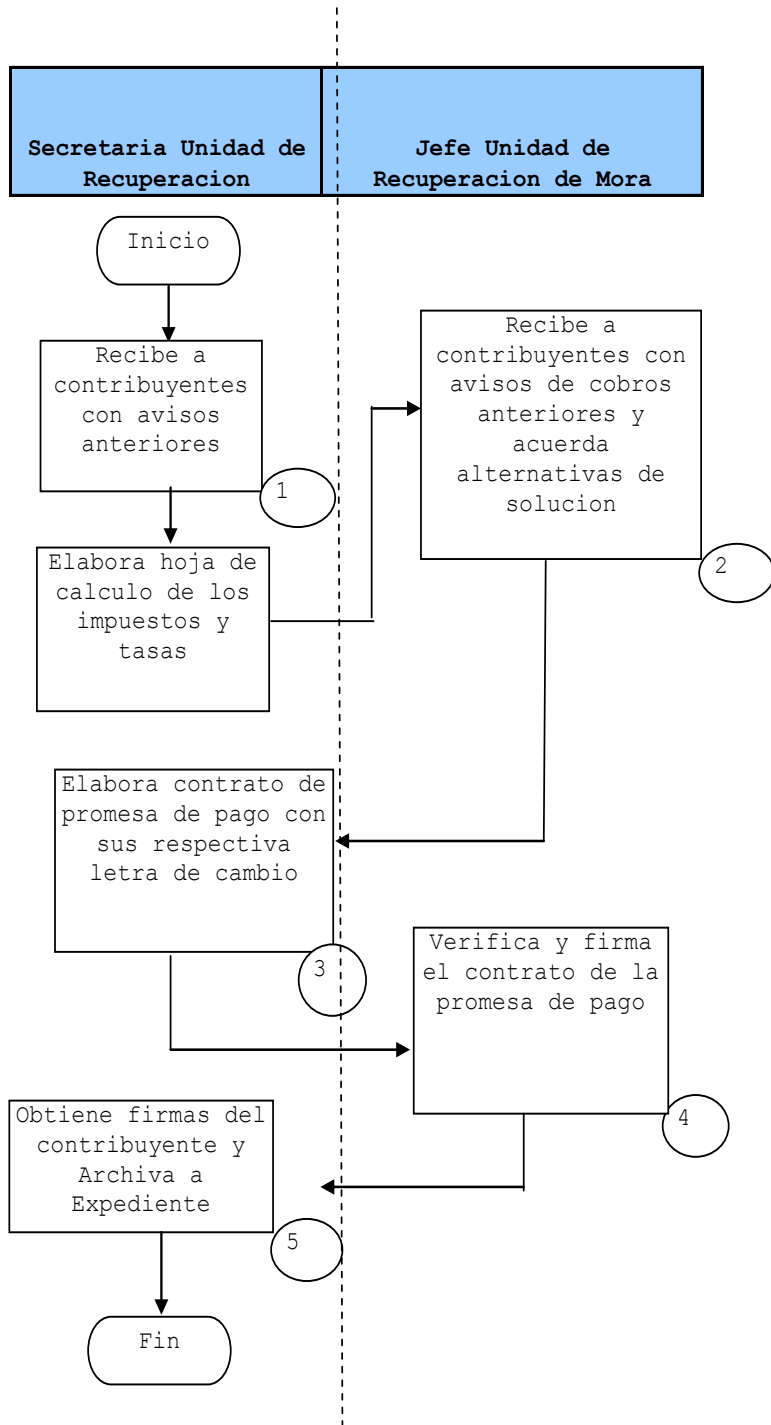 Secretaria Unidad de
Recuperacion
Jefe Unidad de
Recuperacion de Mora
Inicio
Recibe a
contribuyentes
con avisos
anteriores
1
Elabora hoja de
calculo de los
impuestos y
tasas
Recibe a
contribuyentes con
avisos de cobros
anteriores y
acuerda
alternativas de
solucion
2
Elabora contrato de
promesa de pago con
sus respectiva
letra de cambio
3
Verifica y firma
el contrato de la
promesa de pago
4
Obtiene firmas del
contribuyente y
Archiva a
Expediente
5
Fin